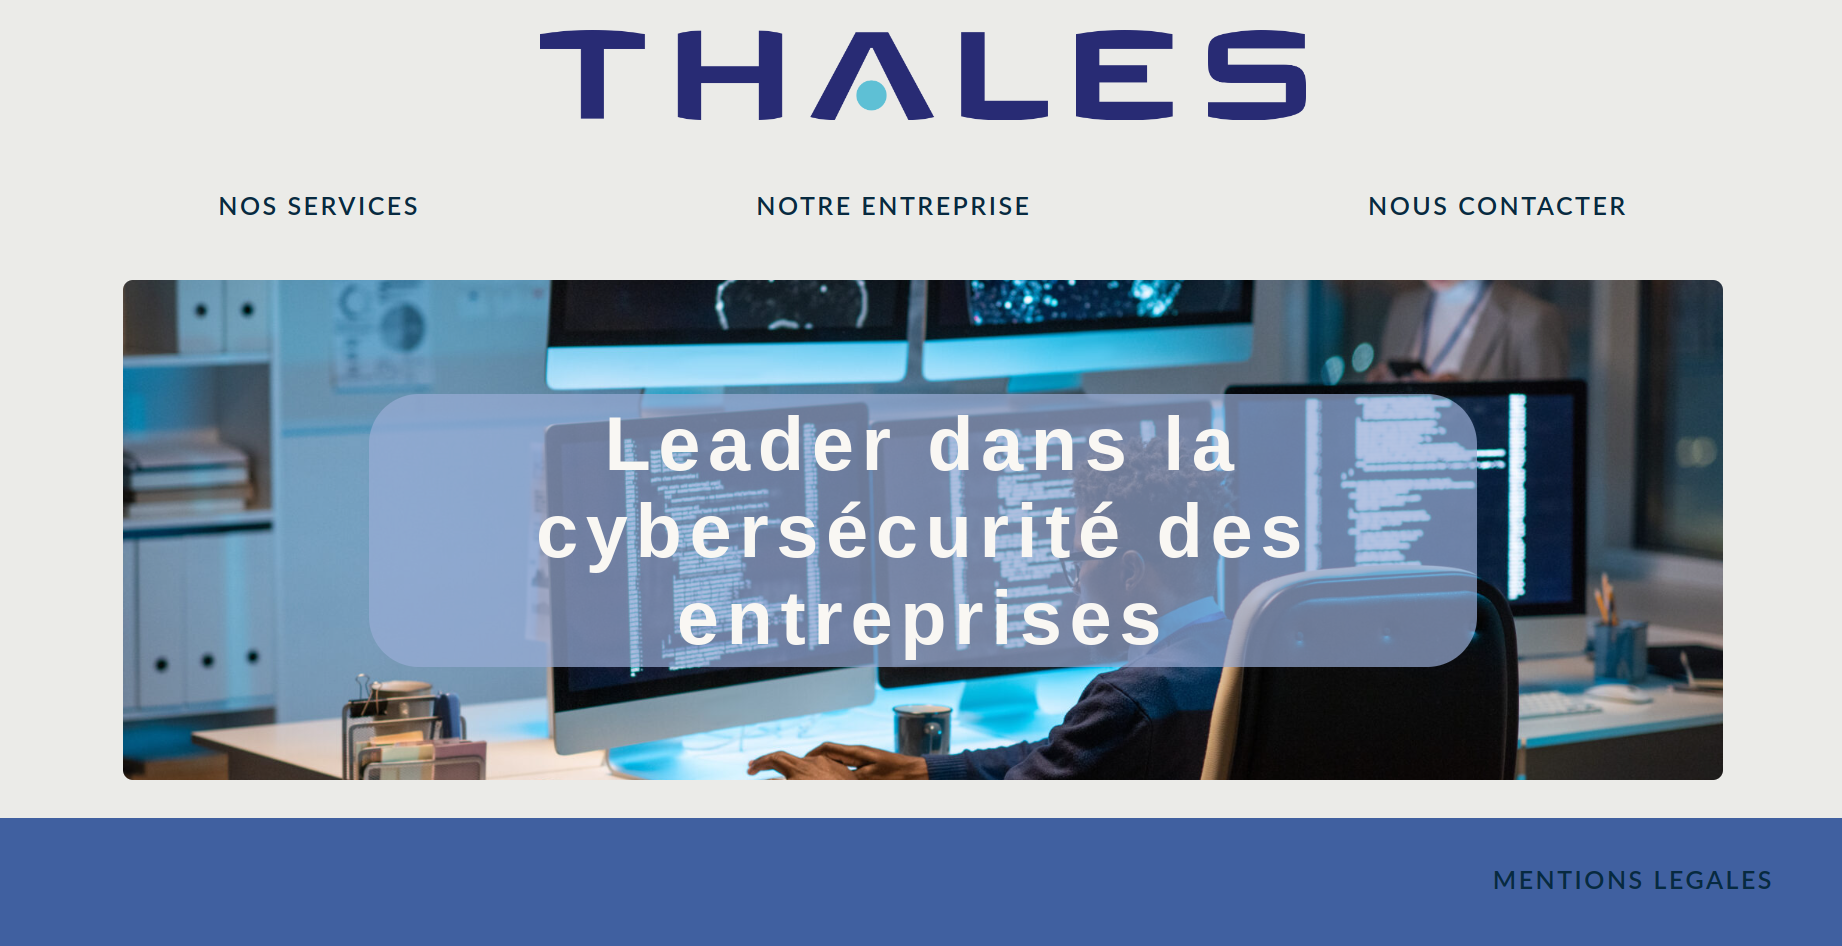 THALES
NOS SERVICES
NOTRE ENTREPRISE
NOUS CONTACTER
Leader dans la
cybersécurité des
entreprises
MENTIONS LEGALES